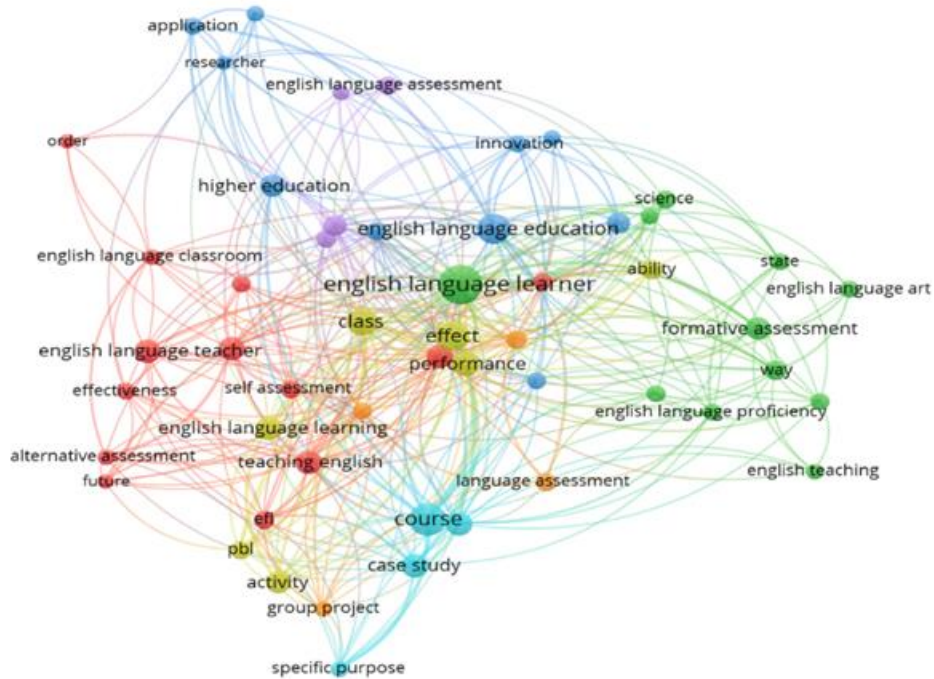 application
researcher
english language assessment
order
innovation
higher education
science
english language education
english language classroom
state
ability
english language learner
english language art
class
formative assessment
effect
english language teacher
performance
way
effectiveness
self assessment
english language proficiency
english language learning
alternative assessment
teaching english
english teaching
future
language assessment
efl
course
pbl
case study
activity
group project
specific purpose